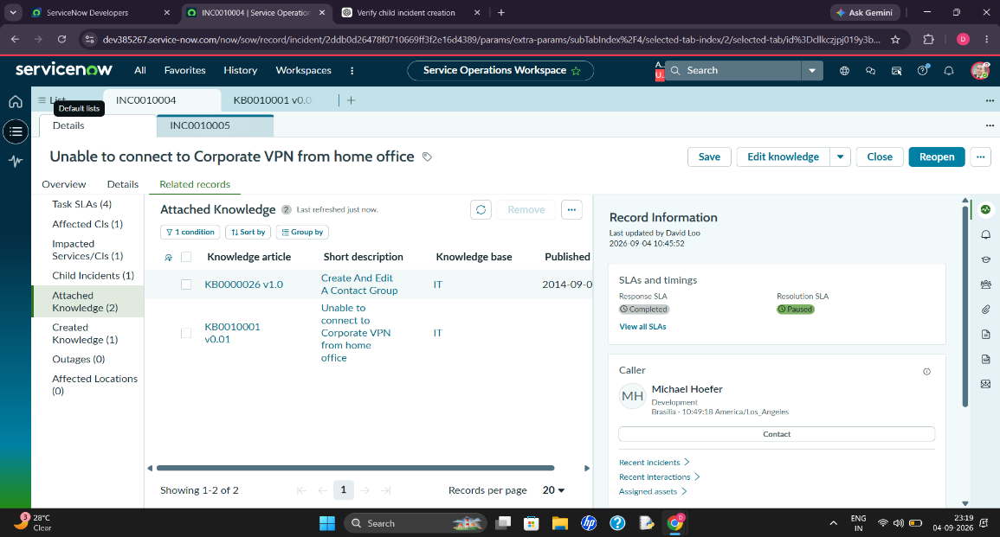 ServiceNow Developers
INC0010004 | Service Operation
Verify child incident creation
Ask Gemini
dev385267.service-now.com/now/sow/record/incident/2ddb0d26478f0710669ff3f2e16d4389/params/extra-params/subTabIndex%2F4/selected-tab-index/2/selected-tab/id%3Dcllkczjpj019y3b...
D
servicenow
All
Favorites
History
Workspaces
Service Operations Workspace
A..
U..
Search
List
INC0010004
KB0010001 v0.0
Default lists
Details
INC0010005
Unable to connect to Corporate VPN from home office
Save
Edit knowledge
Close
Reopen
Overview
Details
Related records
Task SLAs (4)
Affected CIs (1)
Impacted
Services/CIs (1)
Child Incidents (1)
Attached
Knowledge (2)
Created
Knowledge (1)
Outages (0)
Affected Locations
(0)
Attached Knowledge 2 Last refreshed just now.
Remove
1 condition
Sort by
Group by
Knowledge article
Short description
Knowledge base
Published
KB0000026 v1.0
Create And Edit
A Contact Group
IT
2014-09-0
KB0010001
v0.01
Unable to
connect to
Corporate VPN
from home
office
IT
Showing 1-2 of 2
1
Records per page
20
Record Information
Last updated by David Loo
2026-09-04 10:45:52
SLAs and timings
Response SLA
Completed
Resolution SLA
Paused
View all SLAs
Caller
MH
Michael Hoefer
Development
Brasilia - 10:49:18 America/Los_Angeles
Contact
Recent incidents
Recent interactions
Assigned assets
3
28°C
Clear
Search
D
ENG
IN
23:19
04-09-2026